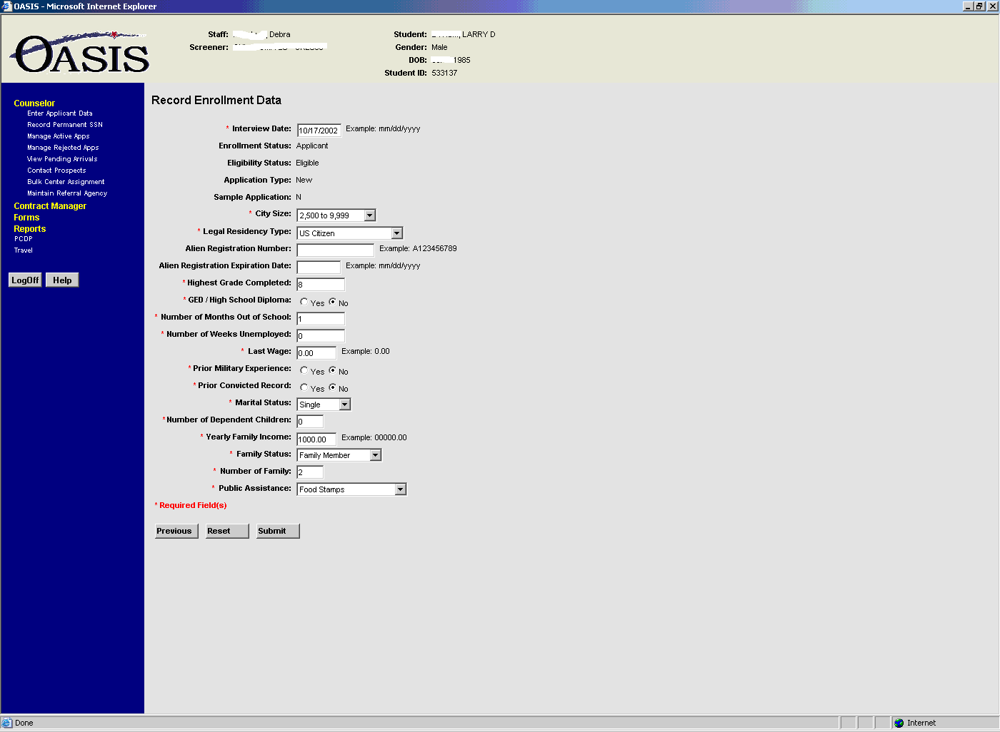 OASIS - Microsoft Internet Explorer
OASIS
Staff: , Debra
Screener:
Student: , LARRY D
Gender: Male
DOB: 1985
Student ID: 533137
Counselor
Enter Applicant Data
Record Permanent SSN
Manage Active Apps
Manage Rejected Apps
View Pending Arrivals
Contact Prospects
Bulk Center Assignment
Maintain Referral Agency
Contract Manager
Forms
Reports
PCDP
Travel
LogOff Help
Record Enrollment Data
* Interview Date: 10/17/2002 Example: mm/dd/yyyy
Enrollment Status: Applicant
Eligibility Status: Eligible
Application Type: New
Sample Application: N
* City Size: 2,500 to 9,999
* Legal Residency Type: US Citizen
Alien Registration Number: Example: A123456789
Alien Registration Expiration Date: Example: mm/dd/yyyy
* Highest Grade Completed: 8
* GED / High School Diploma: Yes No
* Number of Months Out of School: 1
* Number of Weeks Unemployed: 0
* Last Wage: 0.00 Example: 0.00
* Prior Military Experience: Yes No
* Prior Convicted Record: Yes No
* Marital Status: Single
* Number of Dependent Children: 0
* Yearly Family Income: 1000.00 Example: 00000.00
* Family Status: Family Member
* Number of Family: 2
* Public Assistance: Food Stamps
* Required Field(s)
Previous Reset Submit
Done Internet